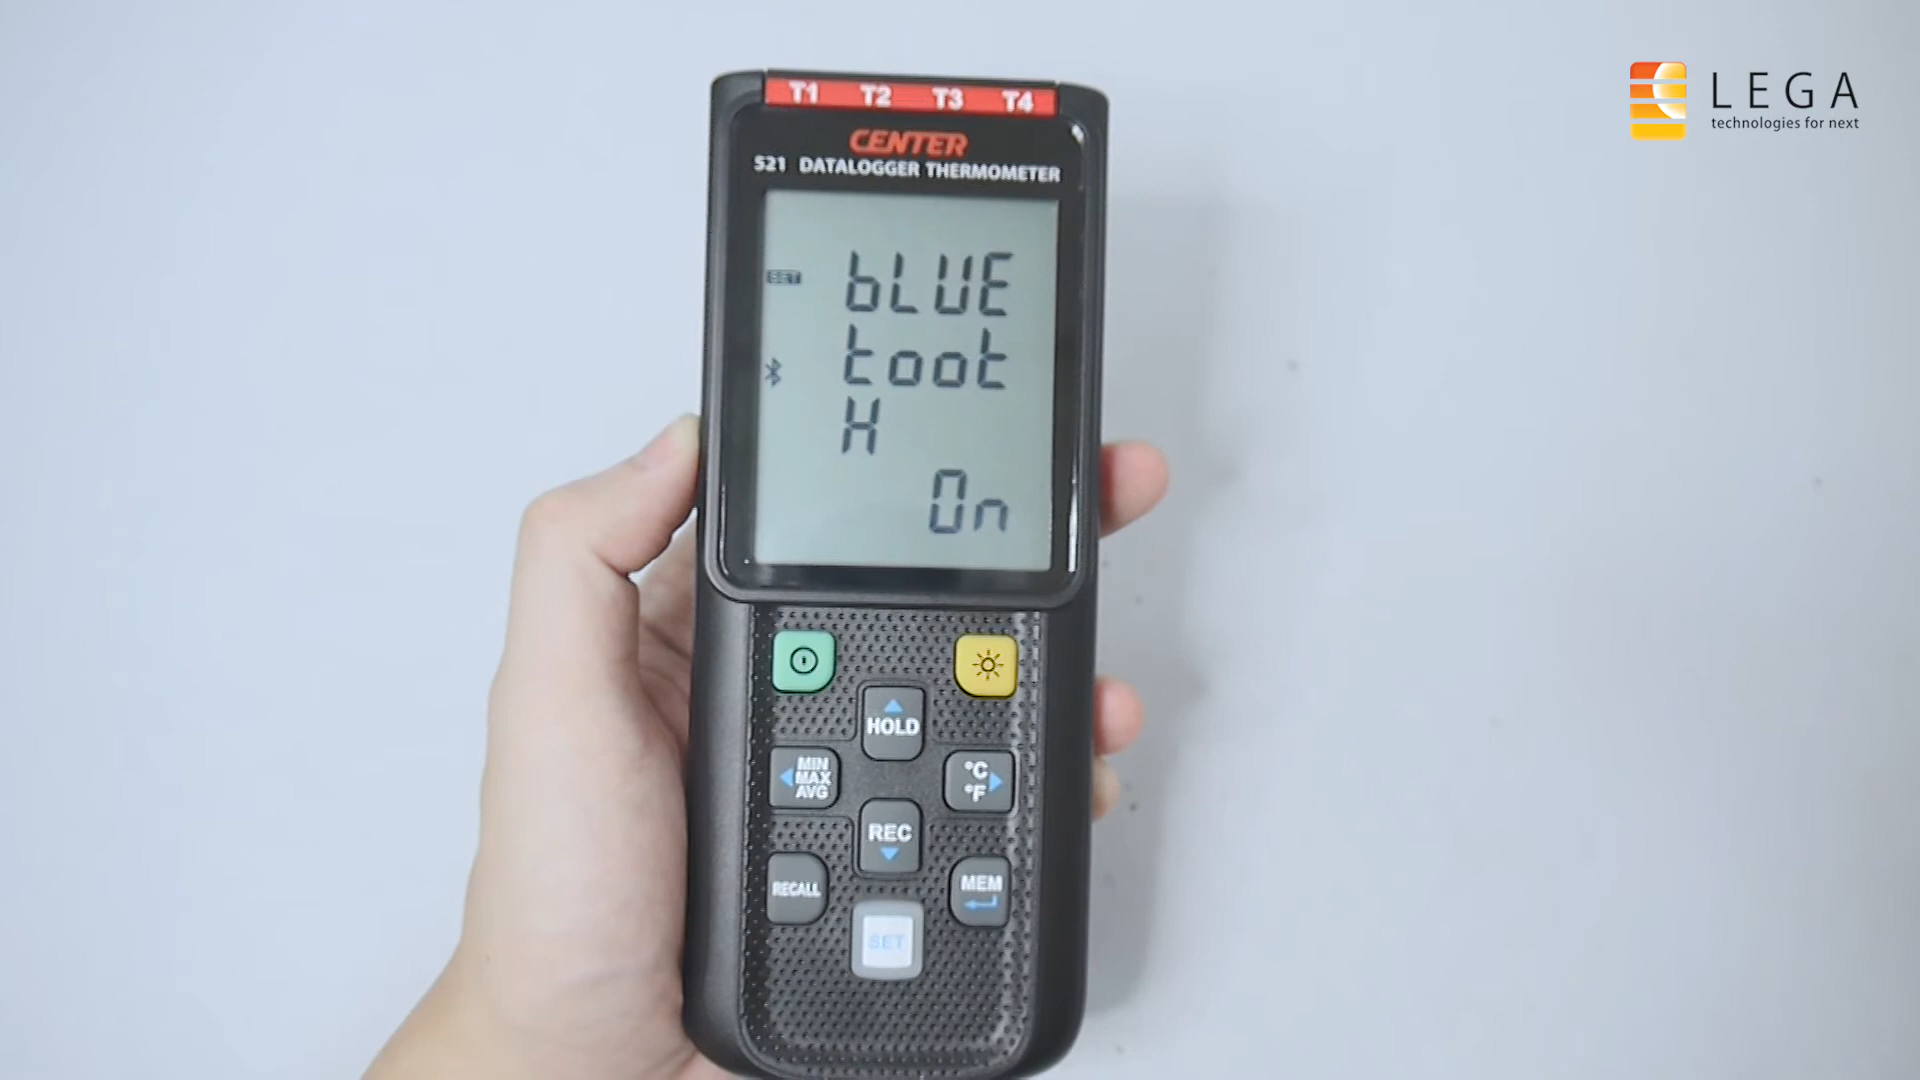 T1 T2 T3 T4
CENTER
521 DATALOGGER THERMOMETER
SET
bLUE
toot
H
On
HOLD
MIN
MAX
AVG
°C
°F
REC
RECALL
MEM
SET
LEGA
technologies for next